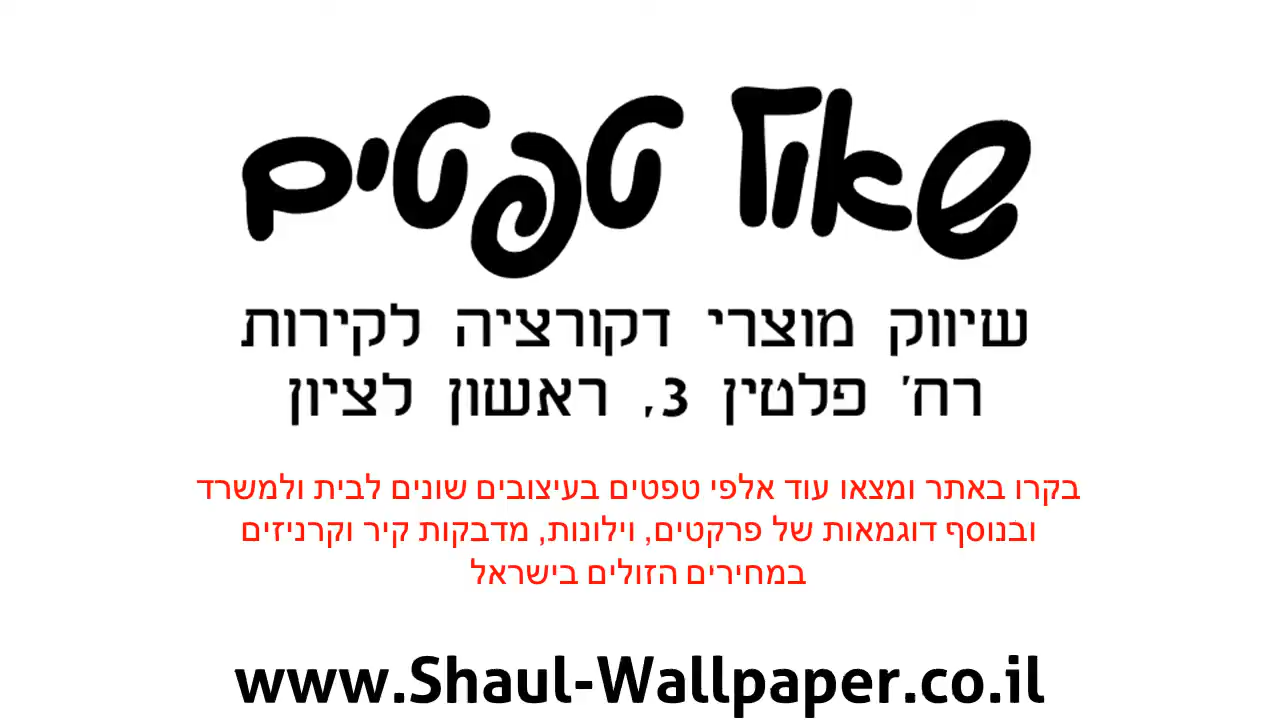 שאול טפטים
שיווק מוצרי דקורציה לקירות
רח' פלטין 3, ראשון לציון
בקרו באתר ומצאו עוד אלפי טפטים בעיצובים שונים לבית ולמשרד
ובנוסף דוגמאות של פרקטים, וילונות, מדבקות קיר וקרניזים
במחירים הזולים בישראל
www.Shaul-Wallpaper.co.il